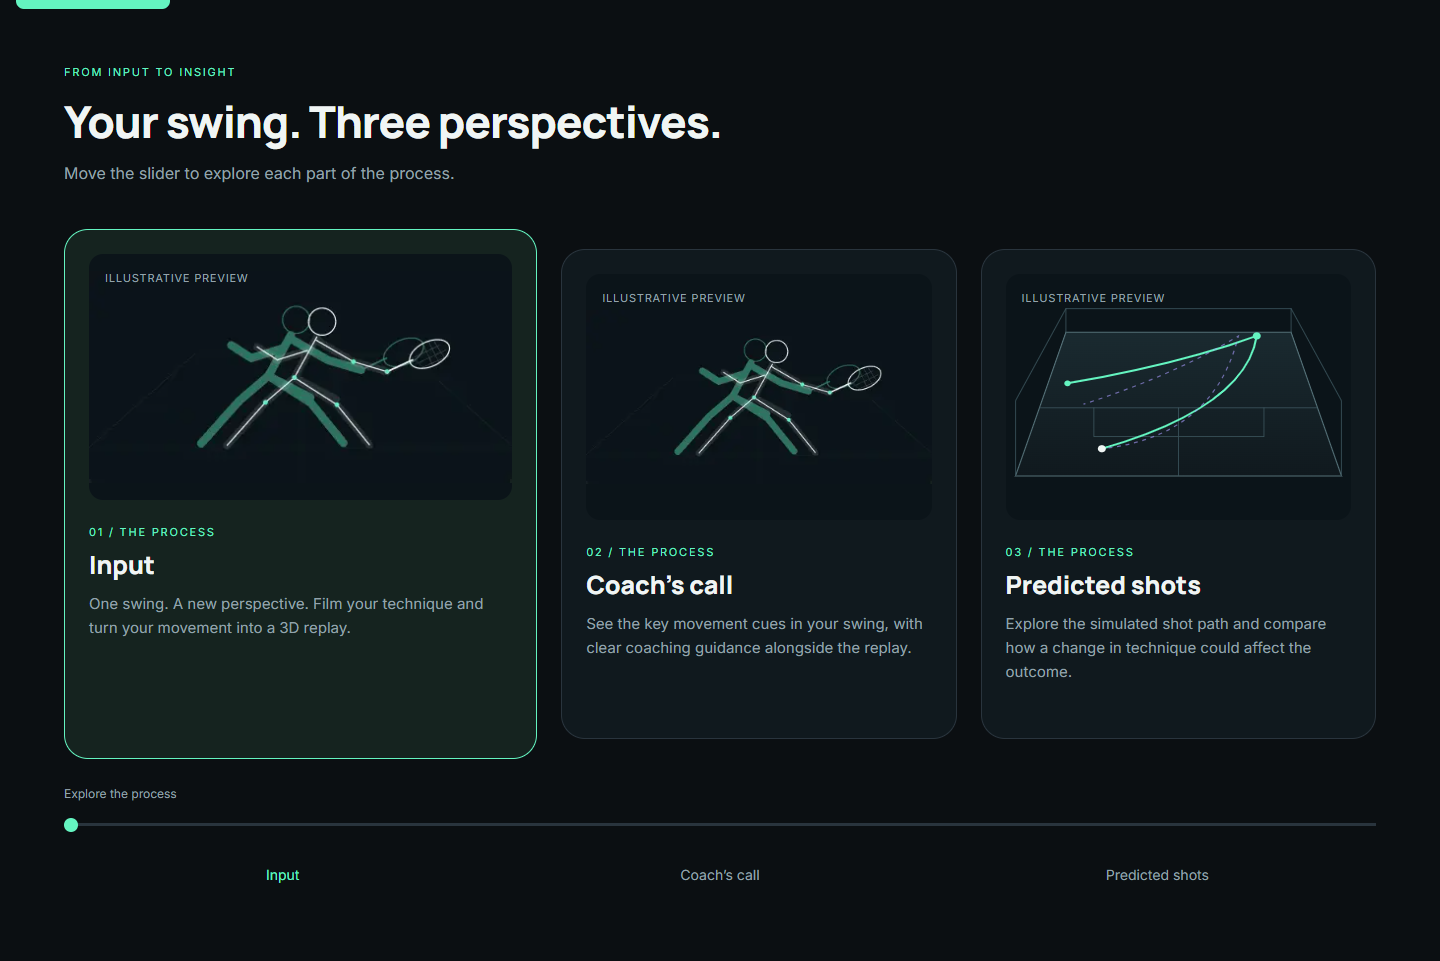 FROM INPUT TO INSIGHT
Your swing. Three perspectives.
Move the slider to explore each part of the process.
ILLUSTRATIVE PREVIEW
01 / THE PROCESS
Input
One swing. A new perspective. Film your technique and
turn your movement into a 3D replay.
ILLUSTRATIVE PREVIEW
02 / THE PROCESS
Coach’s call
See the key movement cues in your swing, with
clear coaching guidance alongside the replay.
ILLUSTRATIVE PREVIEW
03 / THE PROCESS
Predicted shots
Explore the simulated shot path and compare
how a change in technique could affect the
outcome.
Explore the process
Input
Coach’s call
Predicted shots